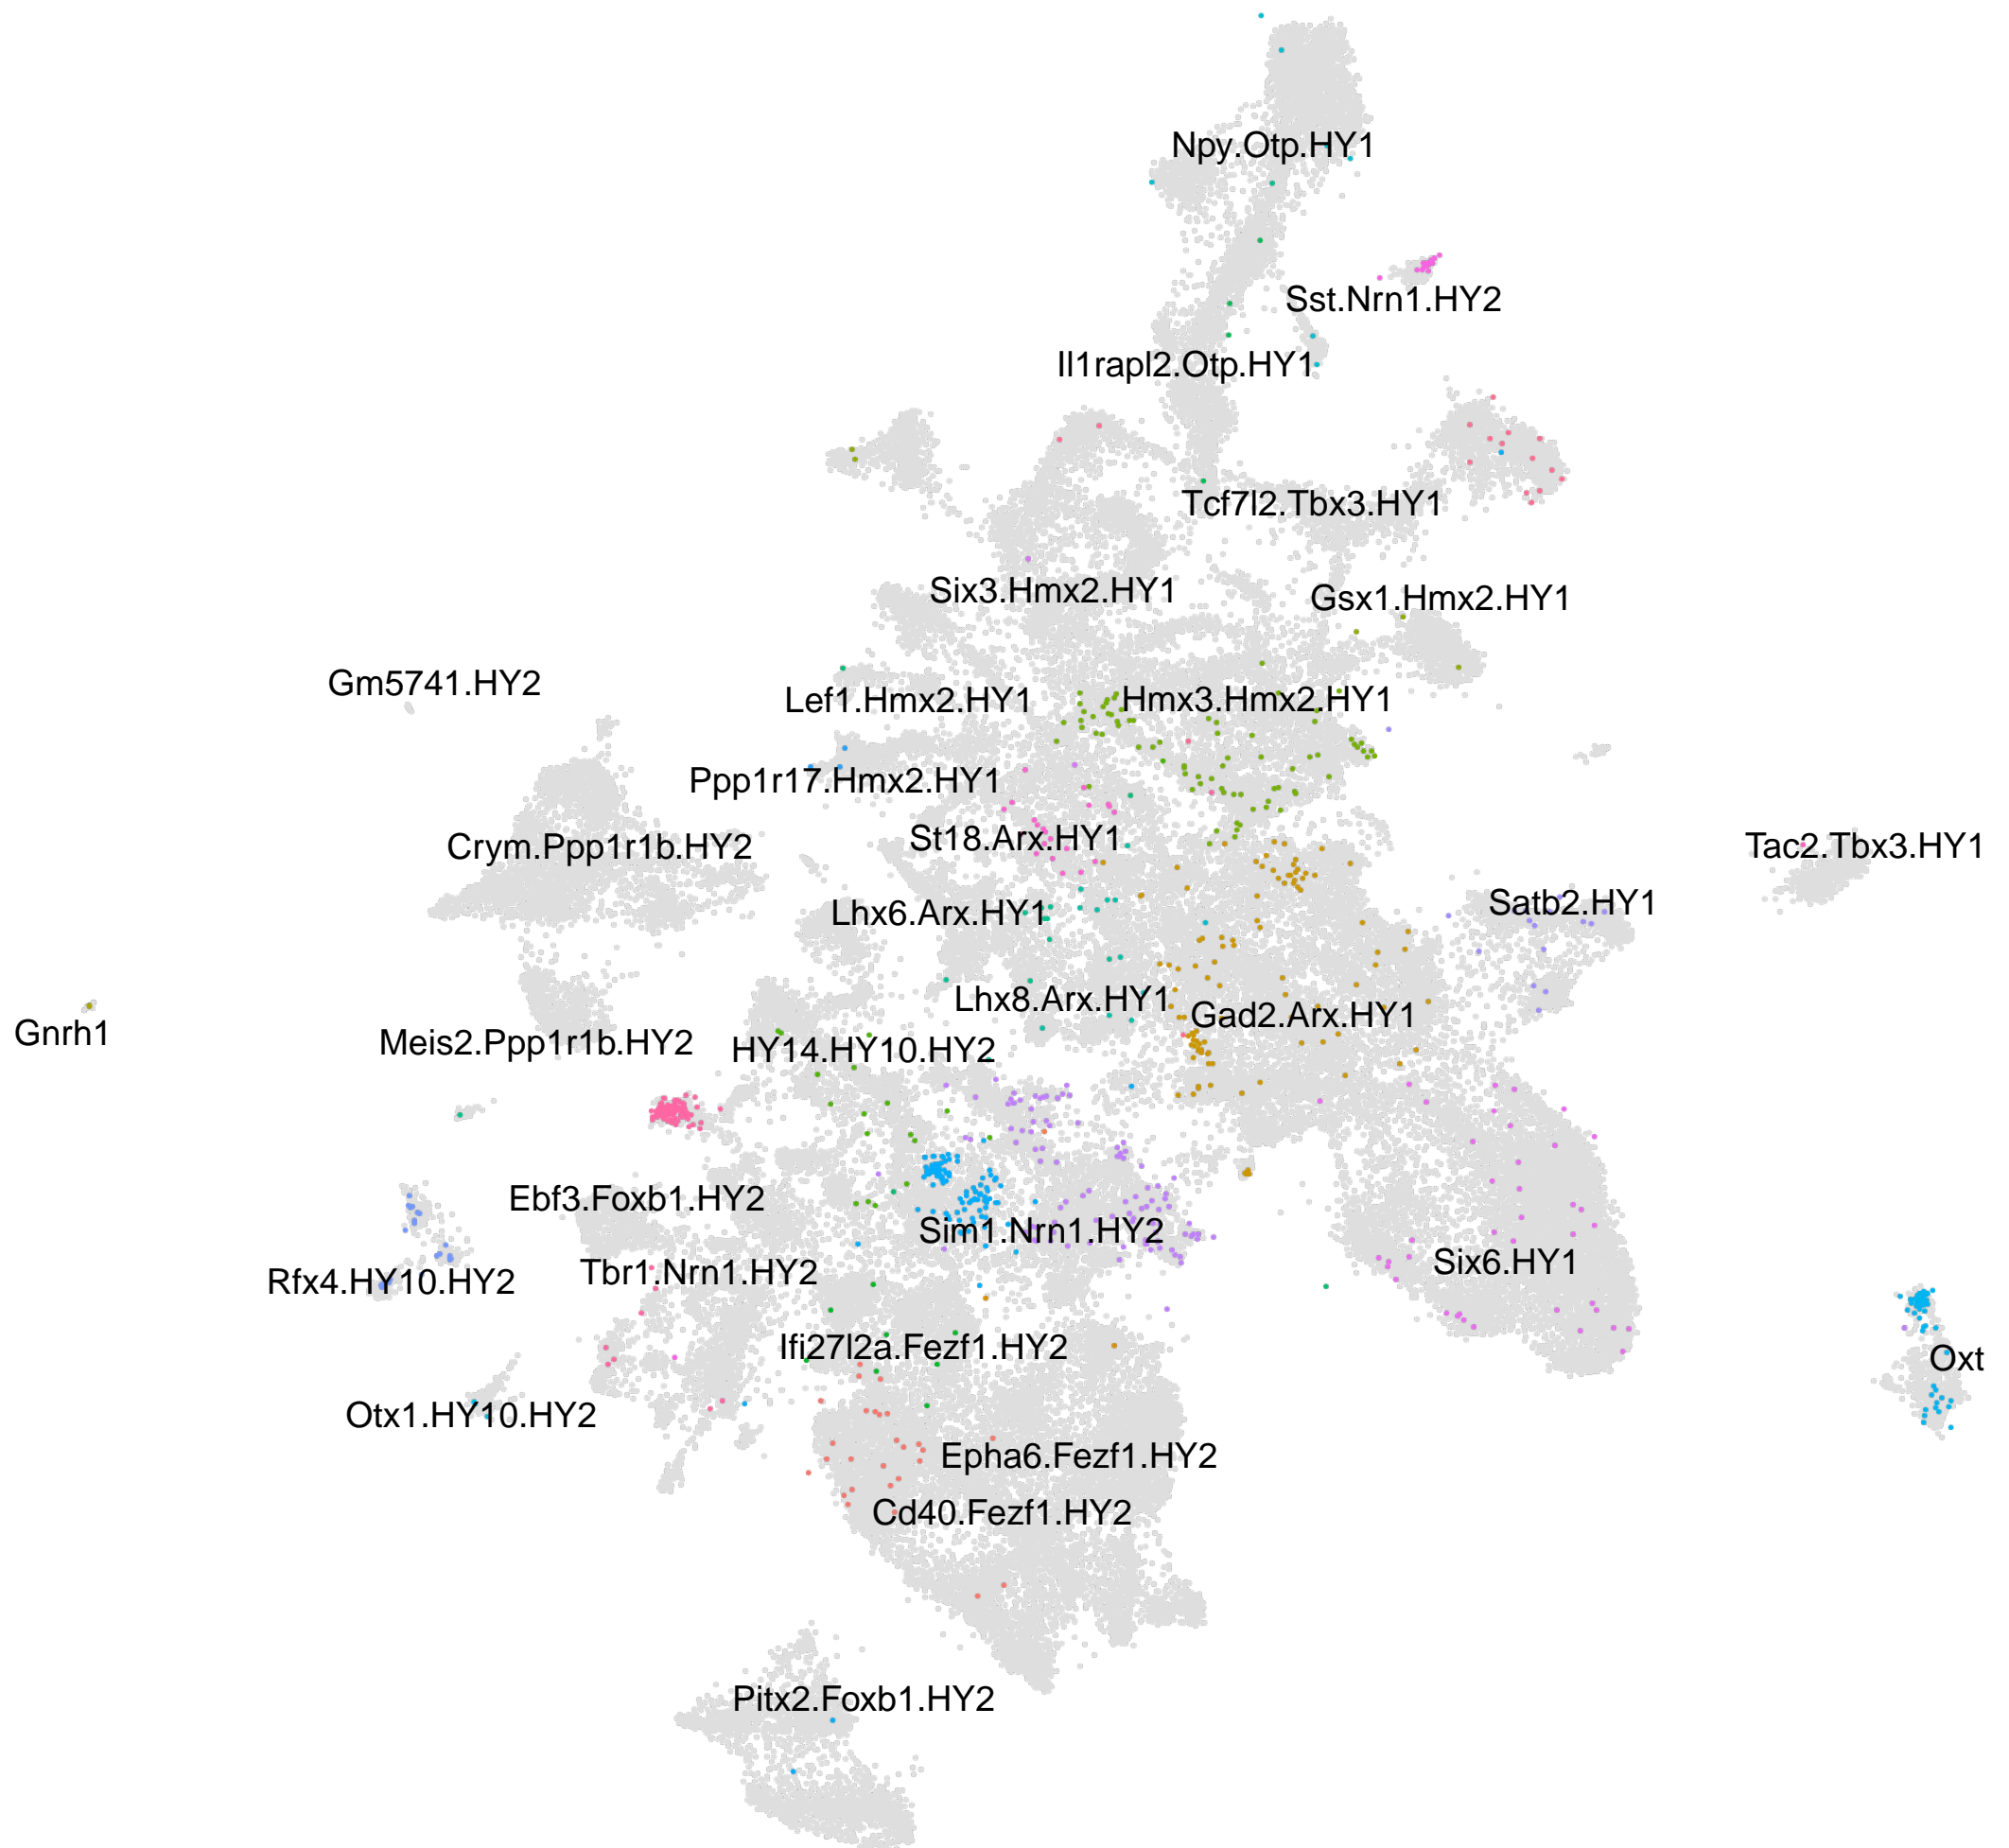 Npy.Otp.HY1
Sst.Nrn1.HY2
Il1rapl2.Otp.HY1
Tcf7l2.Tbx3.HY1
Six3.Hmx2.HY1
Gsx1.Hmx2.HY1
Gm5741.HY2
Lef1.Hmx2.HY1
Hmx3.Hmx2.HY1
Ppp1r17.Hmx2.HY1
Crym.Ppp1r1b.HY2
St18.Arx.HY1
Tac2.Tbx3.HY1
Lhx6.Arx.HY1
Satb2.HY1
Lhx8.Arx.HY1
Gad2.Arx.HY1
Gnrh1
Meis2.Ppp1r1b.HY2
HY14.HY10.HY2
Ebf3.Foxb1.HY2
Sim1.Nrn1.HY2
Rfx4.HY10.HY2
Tbr1.Nrn1.HY2
Six6.HY1
Ifi27l2a.Fezf1.HY2
Oxt
Otx1.HY10.HY2
Epha6.Fezf1.HY2
Cd40.Fezf1.HY2
Pitx2.Foxb1.HY2